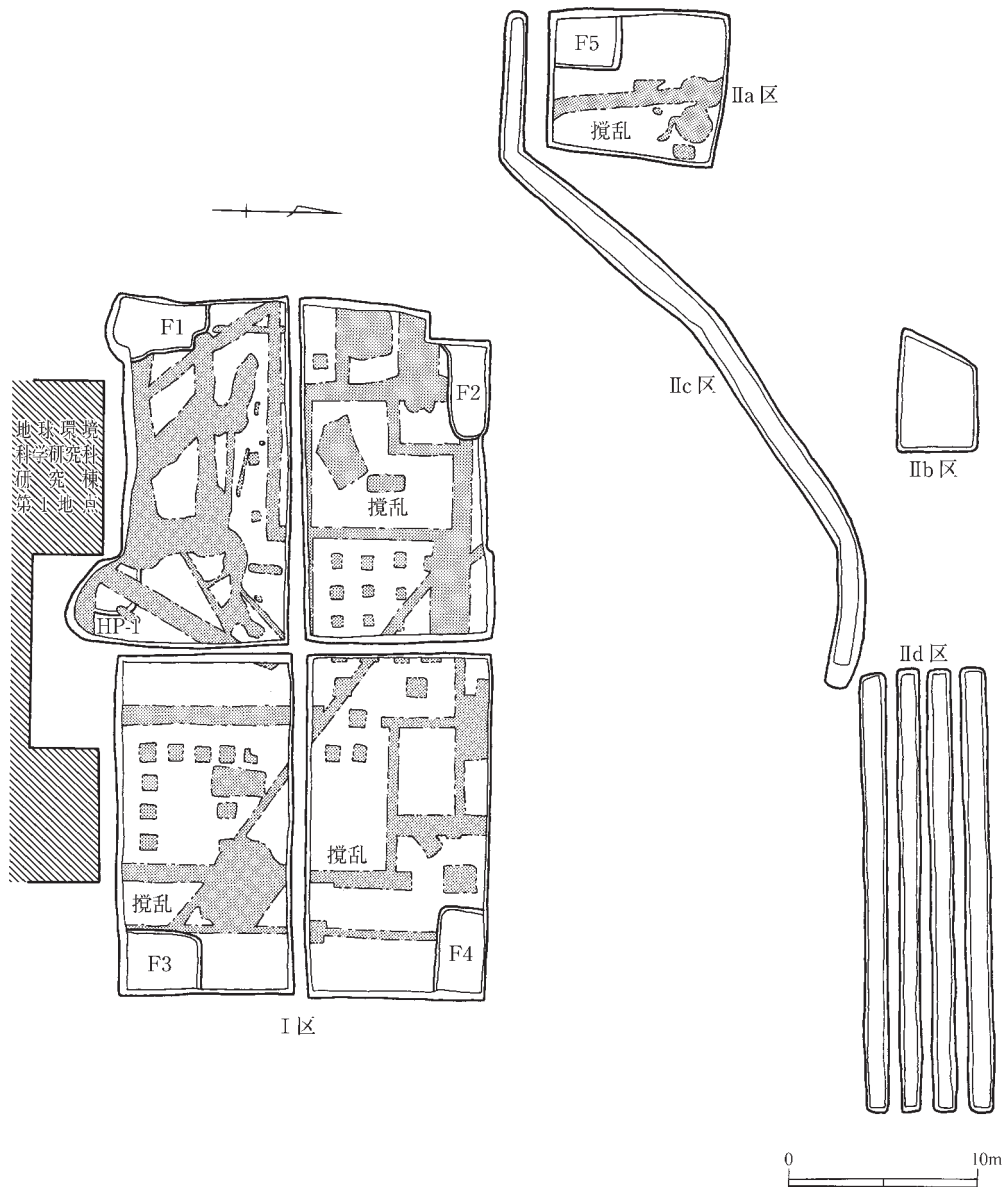 F5
Ⅱa 区
撹乱
F1
F2
Ⅱc 区
地球環境
科学研究科
研究棟
第1地点
Ⅱb 区
撹乱
HP-1
Ⅱd 区
撹乱
撹乱
F3
F4
Ⅰ区
0 10m